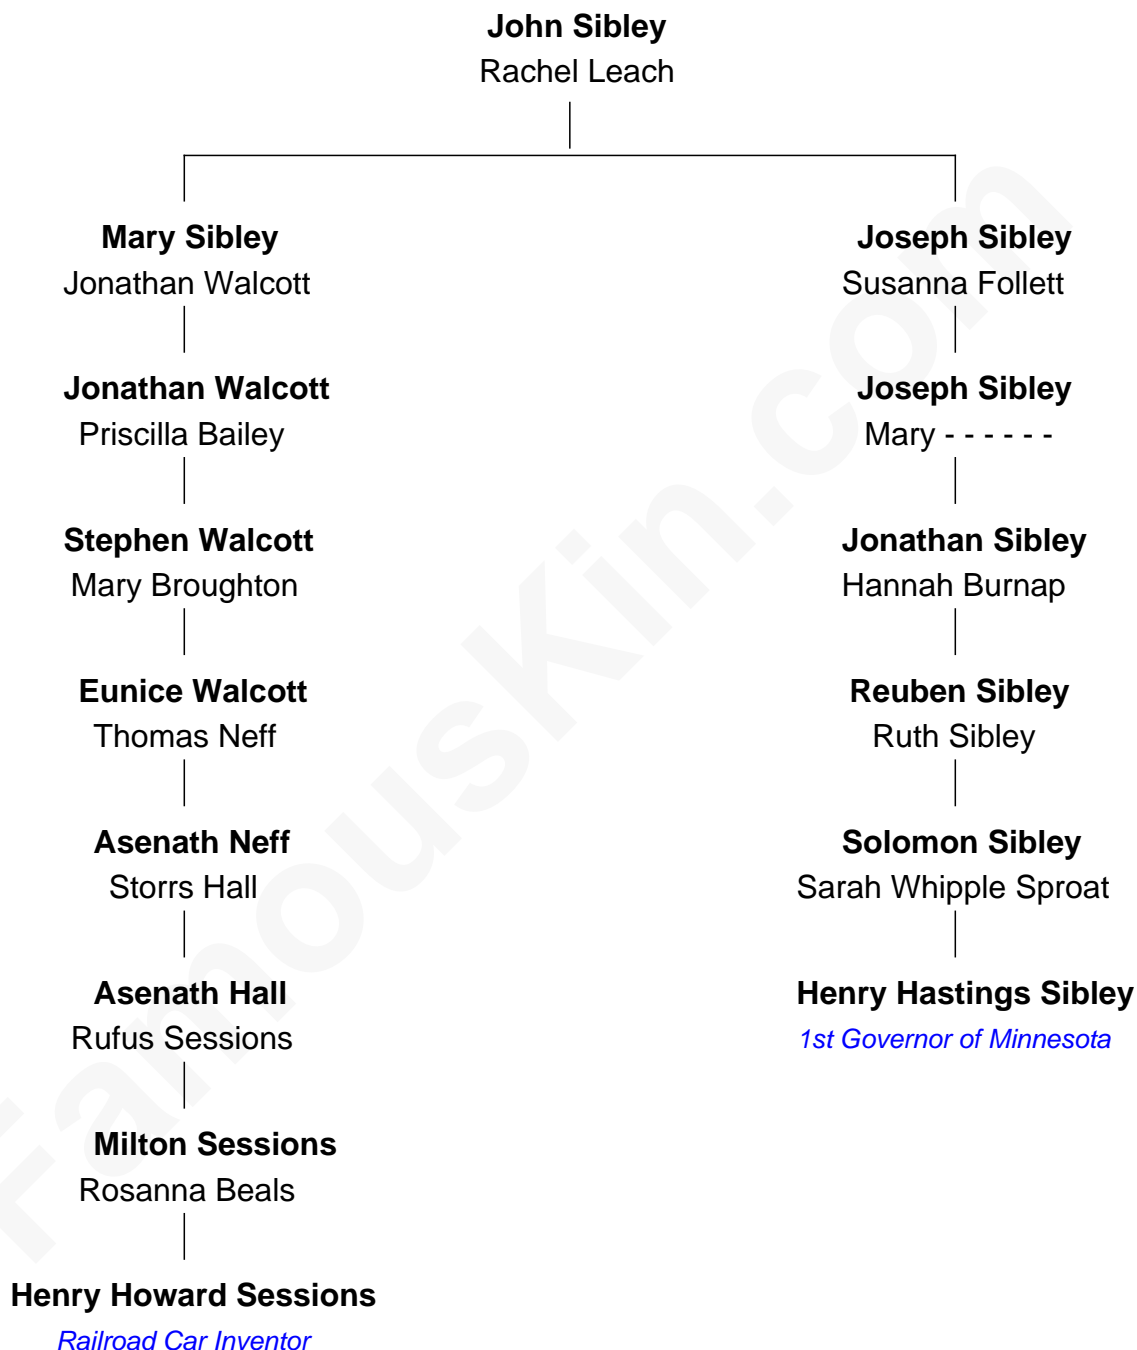 John Sibley
Rachel Leach
Mary Sibley
Jonathan Walcott
Joseph Sibley
Susanna Follett
Jonathan Walcott
Priscilla Bailey
Joseph Sibley
Mary - - - - - -
Stephen Walcott
Mary Broughton
Jonathan Sibley
Hannah Burnap
Eunice Walcott
Thomas Neff
Reuben Sibley
Ruth Sibley
Asenath Neff
Storrs Hall
Solomon Sibley
Sarah Whipple Sproat
Asenath Hall
Rufus Sessions
Henry Hastings Sibley
1st Governor of Minnesota
Milton Sessions
Rosanna Beals
Henry Howard Sessions
Railroad Car Inventor
FamousKin.com